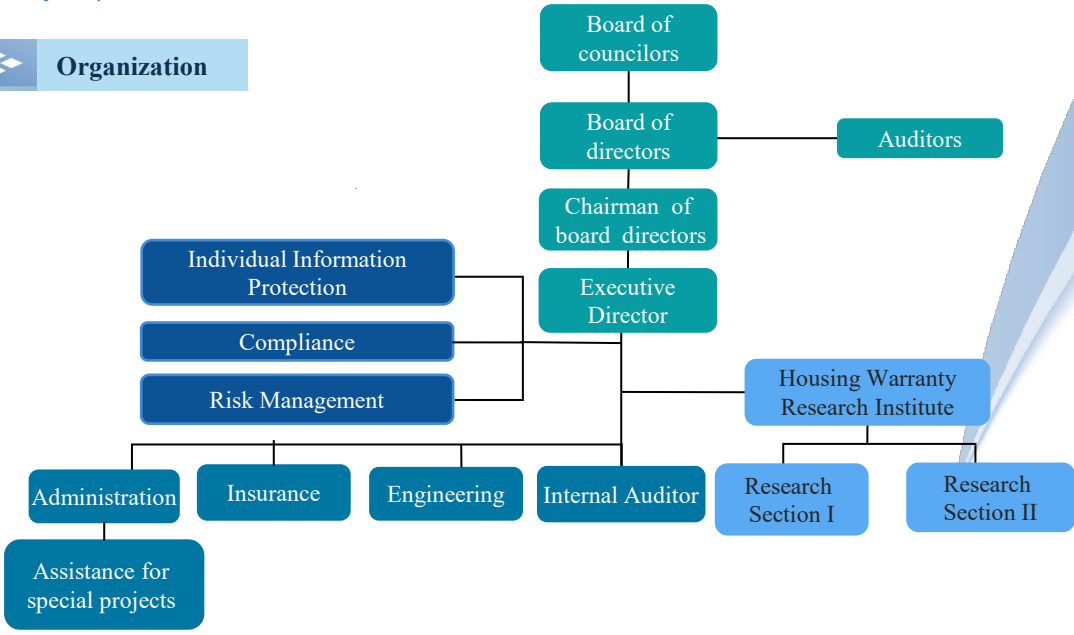 Organization
Board of
councilors
Board of
directors
Auditors
Chairman of
board directors
Individual Information
Protection
Executive
Director
Compliance
Risk Management
Housing Warranty
Research Institute
Administration
Insurance
Engineering
Internal Auditor
Research
Section I
Research
Section II
Assistance for
special projects